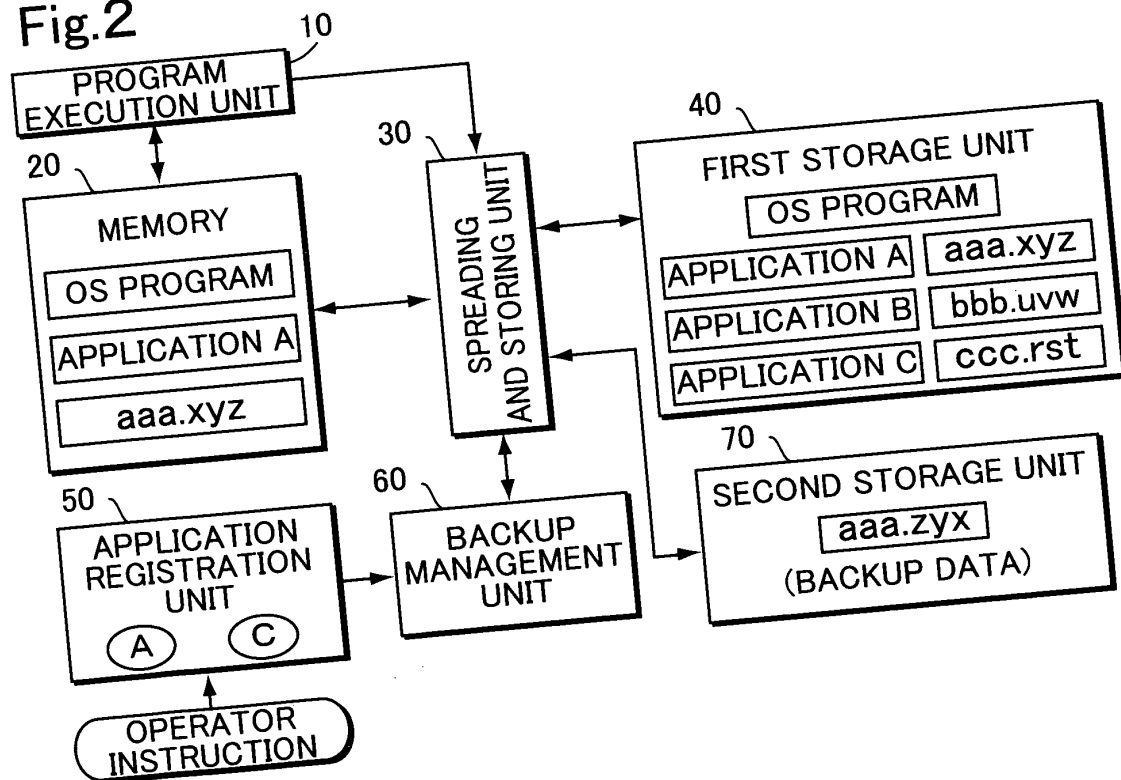 Fig.2
10
PROGRAM
EXECUTION UNIT
20
MEMORY
OS PROGRAM
APPLICATION A
aaa.xyz
30
SPREADING
AND STORING UNIT
40
FIRST STORAGE UNIT
OS PROGRAM
APPLICATION A
aaa.xyz
APPLICATION B
bbb.uvw
APPLICATION C
ccc.rst
50
APPLICATION
REGISTRATION
UNIT
A
C
60
BACKUP
MANAGEMENT
UNIT
70
SECOND STORAGE UNIT
aaa.zyx
(BACKUP DATA)
OPERATOR
INSTRUCTION